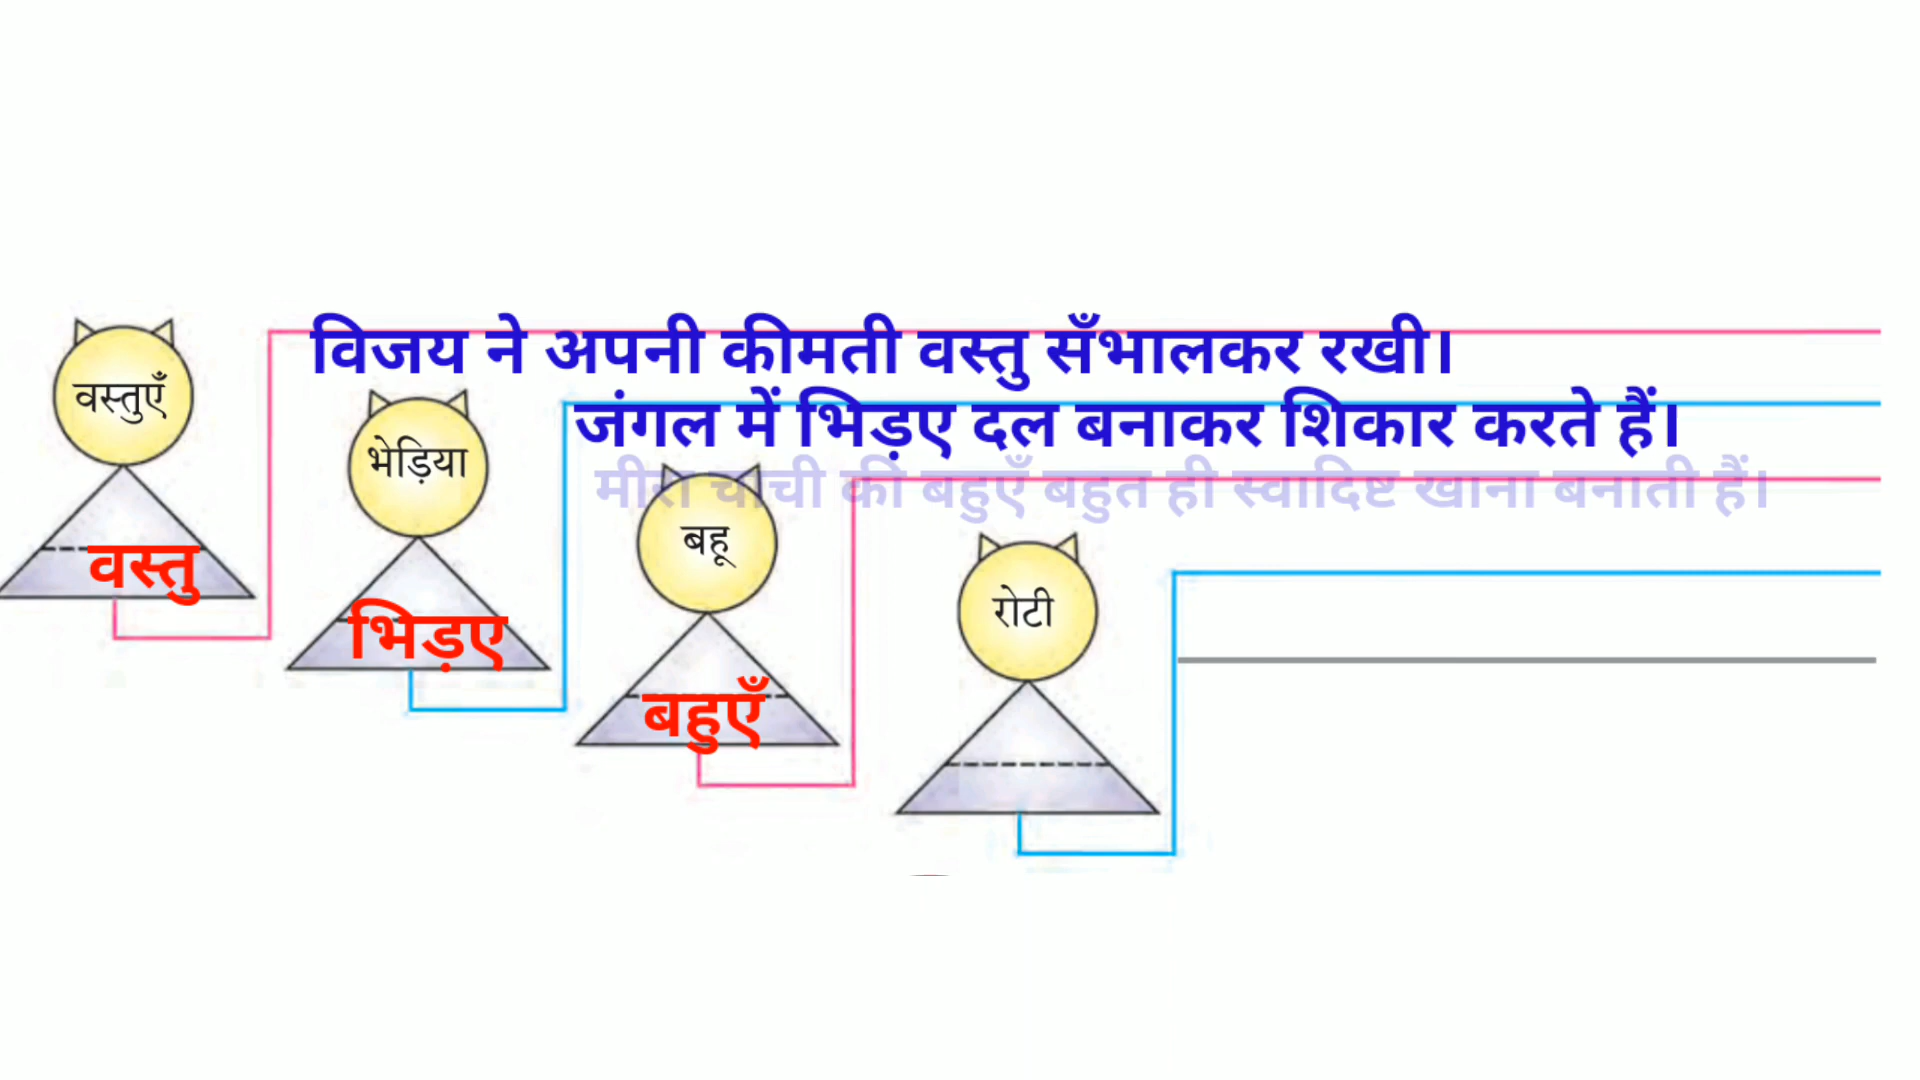 विजय ने अपनी कीमती वस्तु सँभालकर रखी।
वस्तुएँ
जंगल में भिड़ए दल बनाकर शिकार करते हैं।
भेड़िया
मीरा चाची की बहुएँ बहुत ही स्वादिष्ट खाना बनाती हैं।
बहू
वस्तु
रोटी
भिड़ए
बहुएँ